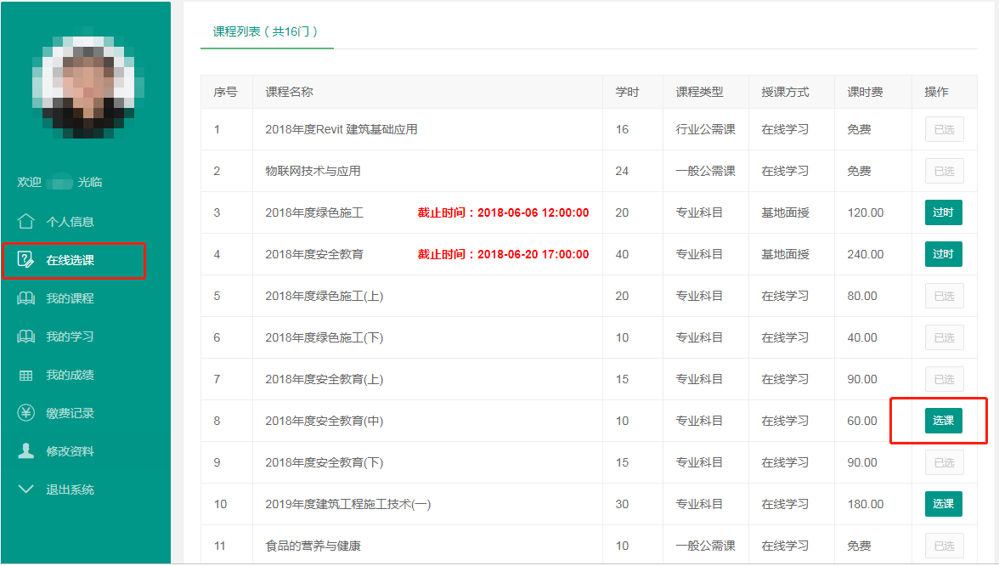 欢迎 光临
个人信息
在线选课
我的课程
我的学习
我的成绩
缴费记录
修改资料
退出系统
课程列表（共16门）
序号 课程名称 学时 课程类型 授课方式 课时费 操作
1 2018年度Revit 建筑基础应用 16 行业公需课 在线学习 免费 已选
2 物联网技术与应用 24 一般公需课 在线学习 免费 已选
3 2018年度绿色施工 截止时间：2018-06-06 12:00:00 20 专业科目 基地面授 120.00 过时
4 2018年度安全教育 截止时间：2018-06-20 17:00:00 40 专业科目 基地面授 240.00 过时
5 2018年度绿色施工(上) 20 专业科目 在线学习 80.00 已选
6 2018年度绿色施工(下) 10 专业科目 在线学习 40.00 已选
7 2018年度安全教育(上) 15 专业科目 在线学习 90.00 已选
8 2018年度安全教育(中) 10 专业科目 在线学习 60.00 选课
9 2018年度安全教育(下) 15 专业科目 在线学习 90.00 已选
10 2019年度建筑工程施工技术(一) 30 专业科目 在线学习 180.00 选课
11 食品的营养与健康 10 一般公需课 在线学习 免费 已选